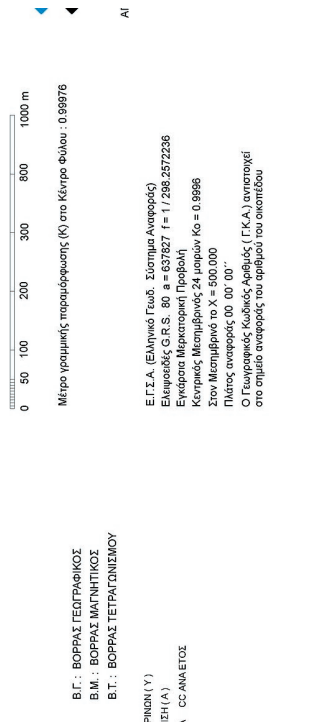 0 50 100 200 300 800 1000 m
Μέτρο γραμμικής παραμόρφωσης (Κ) στο Κέντρο Φύλου : 0.99976
Ε.Γ.Σ.Α. (Ελληνικό Γεωδ. Σύστημα Αναφοράς)
Ελειψοειδές G.R.S. 80 a = 637827 f = 1 / 298.2572236
Εγκάρσια Μερκατορική Προβολή
Κεντρικός Μεσημβρινός 24 μοιρών Ko = 0.9996
Στον Μεσημβρινό το Χ = 500.000
Πλάτος αναφοράς 00 00΄ 00΄΄
Ο Γεωγραφικός Κωδικός Αριθμός ( Γ.Κ.Α.) αντιστοιχεί
στο σημείο αναφοράς του αριθμού του οικοπέδου
Β.Γ. : ΒΟΡΡΑΣ ΓΕΩΓΡΑΦΙΚΟΣ
Β.Μ. : ΒΟΡΡΑΣ ΜΑΓΝΗΤΙΚΟΣ
Β.Τ. : ΒΟΡΡΑΣ ΤΕΤΡΑΓΩΝΙΣΜΟΥ
ΡΙΝΩΝ ( Υ )
ΙΣΗ ( Α )
CC ΑΝΑ ΕΤΟΣ